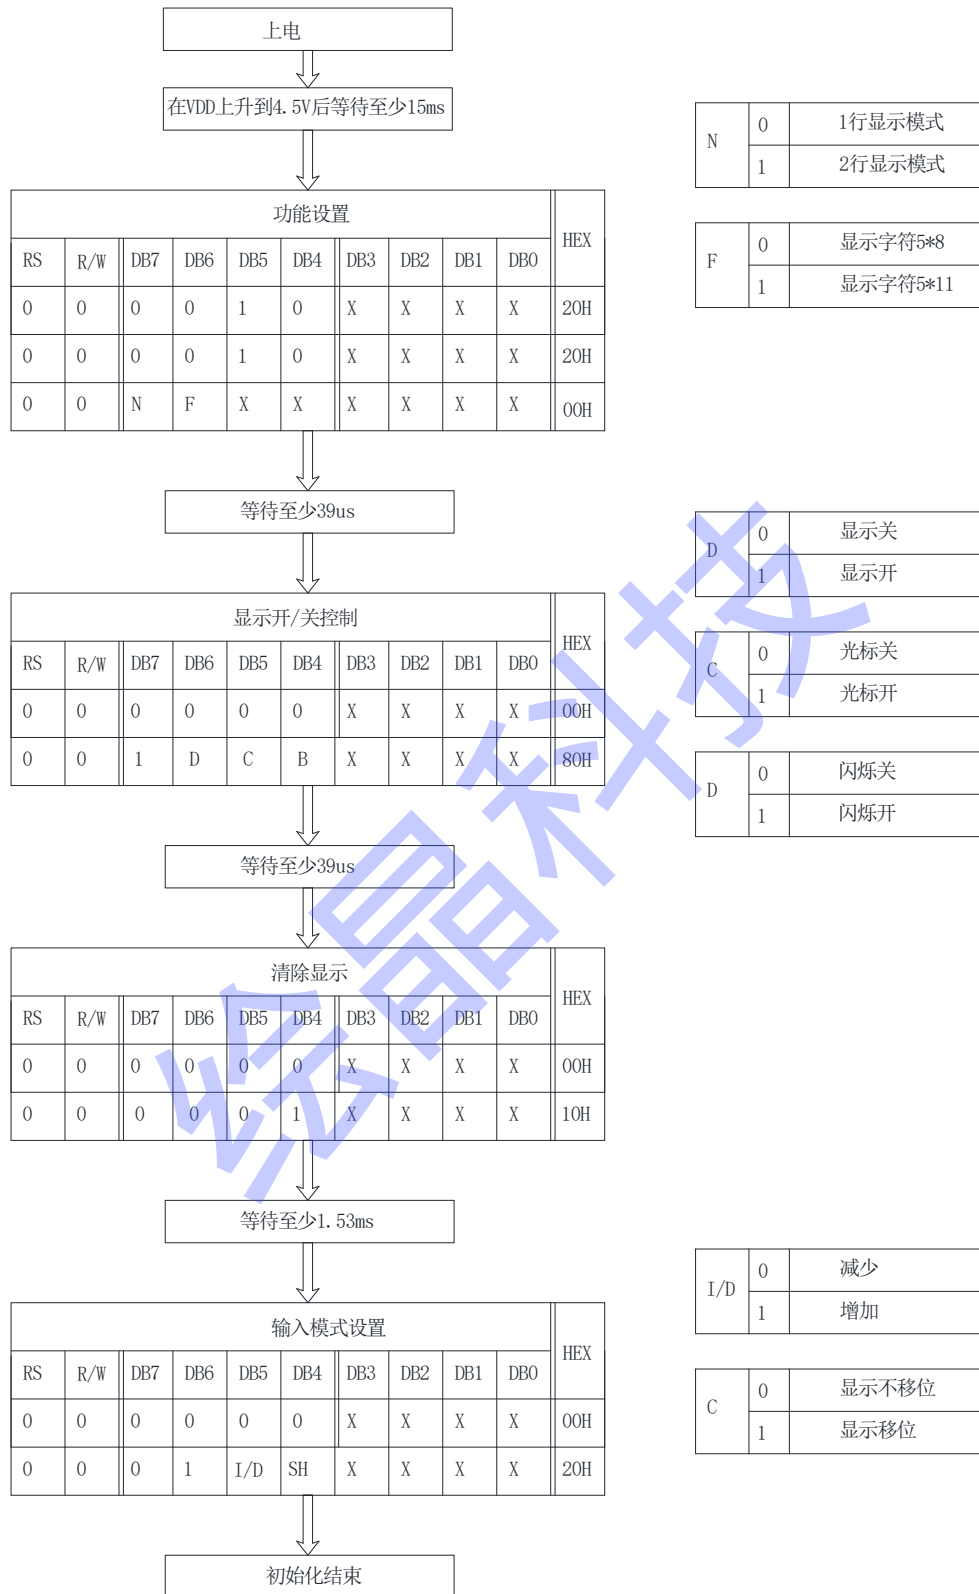 上电
在VDD上升到4.5V后等待至少15ms
功能设置 HEX
RS R/W DB7 DB6 DB5 DB4 DB3 DB2 DB1 DB0
0 0 0 0 1 0 X X X X 20H
0 0 0 0 1 0 X X X X 20H
0 0 N F X X X X X X 00H
N 0 1行显示模式
1 2行显示模式
F 0 显示字符5*8
1 显示字符5*11
等待至少39us
显示开/关控制 HEX
RS R/W DB7 DB6 DB5 DB4 DB3 DB2 DB1 DB0
0 0 0 0 0 0 X X X X 00H
0 0 1 D C B X X X X 80H
D 0 显示关
1 显示开
C 0 光标关
1 光标开
D 0 闪烁关
1 闪烁开
等待至少39us
清除显示 HEX
RS R/W DB7 DB6 DB5 DB4 DB3 DB2 DB1 DB0
0 0 0 0 0 0 X X X X 00H
0 0 0 0 0 1 X X X X 10H
等待至少1.53ms
输入模式设置 HEX
RS R/W DB7 DB6 DB5 DB4 DB3 DB2 DB1 DB0
0 0 0 0 0 0 X X X X 00H
0 0 0 1 I/D SH X X X X 20H
I/D 0 减少
1 增加
C 0 显示不移位
1 显示移位
初始化结束
绘晶科技